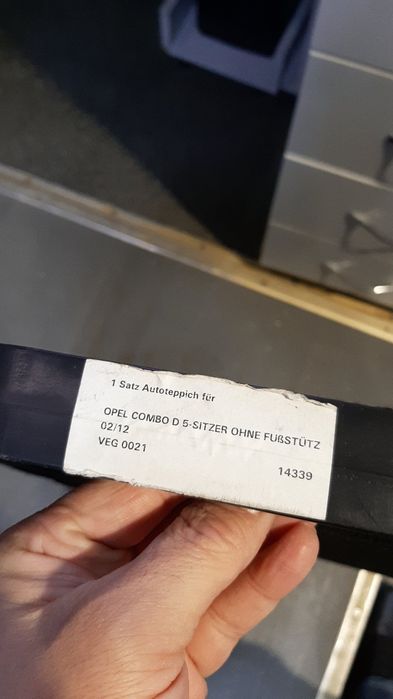 1 Satz Autoteppich für
OPEL COMBO D 5-SITZER OHNE FUßSTÜTZ
02/12
VEG 0021
14339